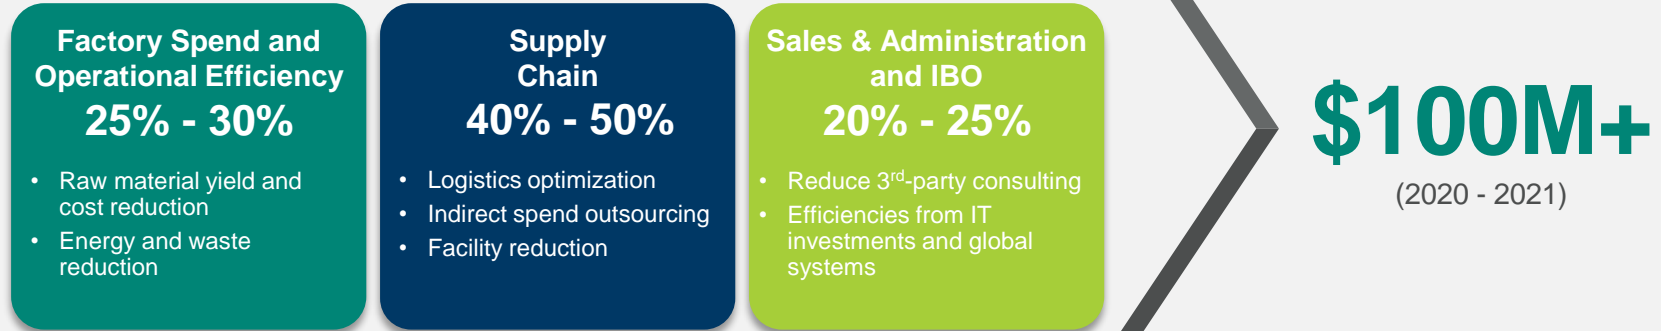 Factory Spend and
Operational Efficiency
25% - 30%
• Raw material yield and
cost reduction
• Energy and waste
reduction
Supply
Chain
40% - 50%
• Logistics optimization
• Indirect spend outsourcing
• Facility reduction
Sales & Administration
and IBO
20% - 25%
• Reduce 3rd-party consulting
• Efficiencies from IT
investments and global
systems
$100M+
(2020 - 2021)